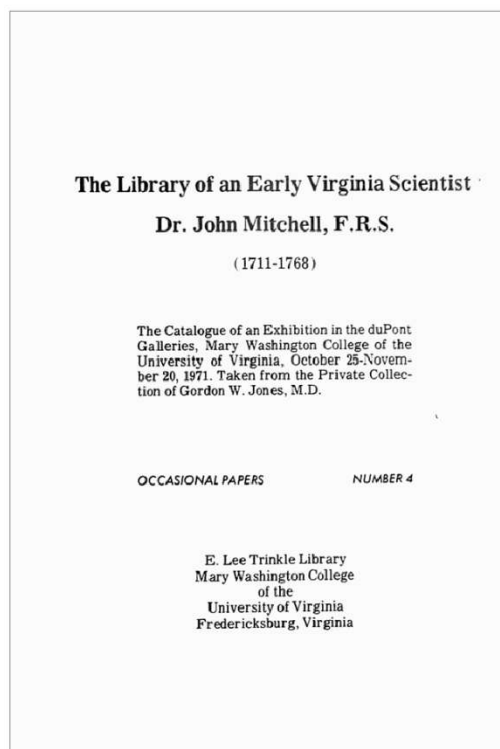 The Library of an Early Virginia Scientist
Dr. John Mitchell, F.R.S.
(1711-1768)
The Catalogue of an Exhibition in the duPont
Galleries, Mary Washington College of the
University of Virginia, October 25-Novem-
ber 20, 1971. Taken from the Private Collec-
tion of Gordon W. Jones, M.D.
OCCASIONAL PAPERS NUMBER 4
E. Lee Trinkle Library
Mary Washington College
of the
University of Virginia
Fredericksburg, Virginia